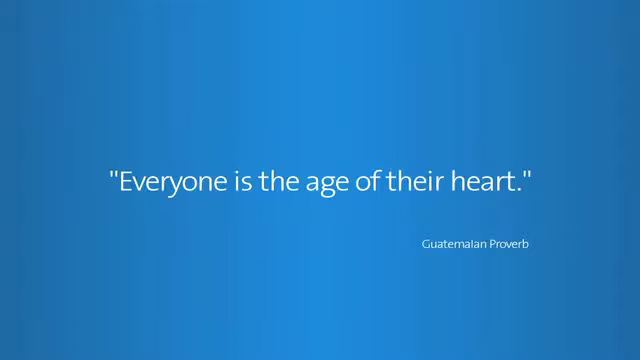 "Everyone is the age of their heart."
Guatemalan Proverb